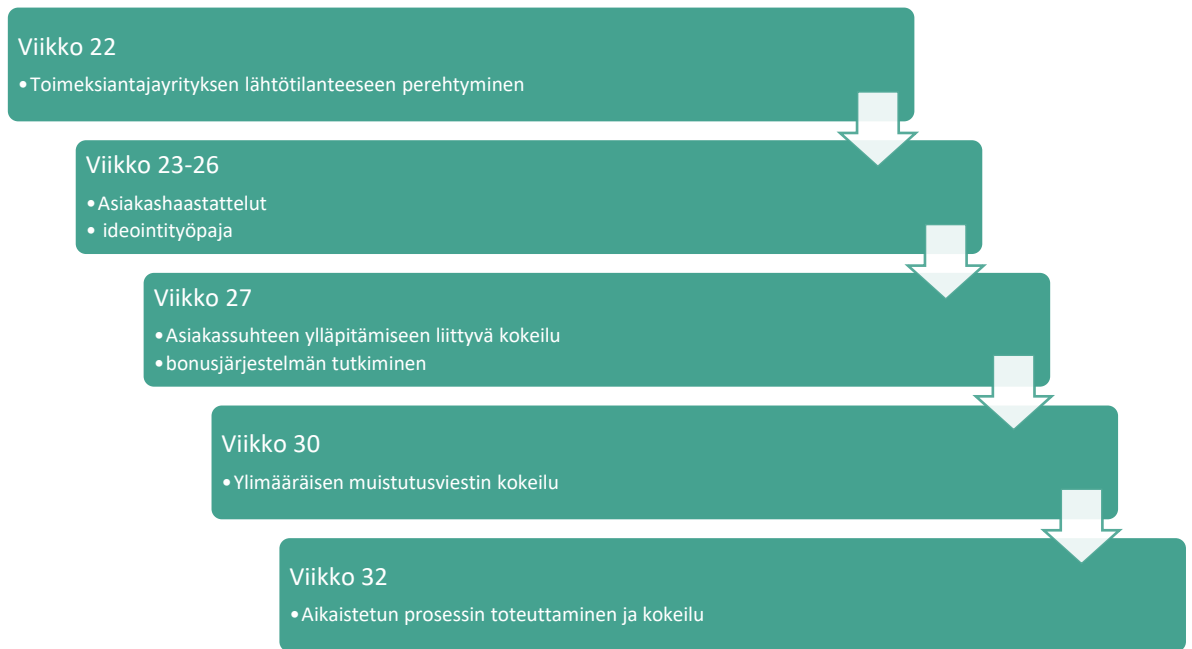 Viikko 22
•Toimeksiantajayrityksen lähtötilanteeseen perehtyminen
Viikko 23-26
•Asiakashaastattelut
• ideointityöpaja
Viikko 27
•Asiakassuhteen ylläpitämiseen liittyvä kokeilu
•bonusjärjestelmän tutkiminen
Viikko 30
•Ylimääräisen muistutusviestin kokeilu
Viikko 32
•Aikaistetun prosessin toteuttaminen ja kokeilu